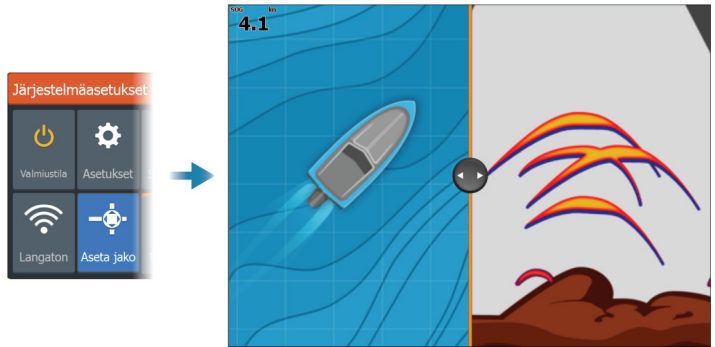 Järjestelmäasetukset
Valmiustila
Asetukset
Langaton
Aseta jako
SOG kn
4.1